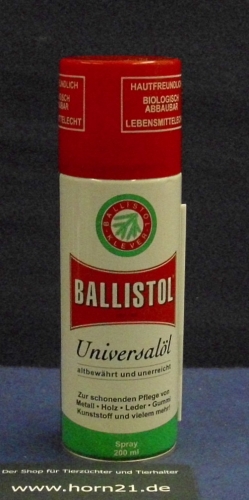 HAUTFREUNDLICH
BIOLOGISCH
ABBAUBAR
LEBENSMITTELECHT
BALLISTOL
KLEVER
BALLISTOL
Universalöl
altbewährt und unerreicht
Zur schonenden Pflege von
Metall • Holz • Leder • Gummi
Kunststoff und vielem mehr!
Spray
200 ml
Der Shop für Tierzüchter und Tierhalter
www.horn21.de